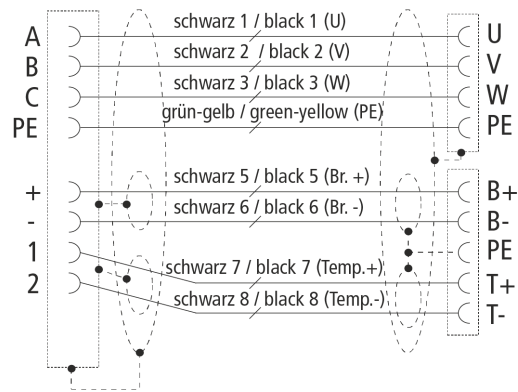 A schwarz 1 / black 1 (U) U
B schwarz 2 / black 2 (V) V
C schwarz 3 / black 3 (W) W
PE grün-gelb / green-yellow (PE) PE
+ schwarz 5 / black 5 (Br. +) B+
- schwarz 6 / black 6 (Br. -) B-
1 PE
schwarz 7 / black 7 (Temp.+)
2 T+
schwarz 8 / black 8 (Temp.-)
T-